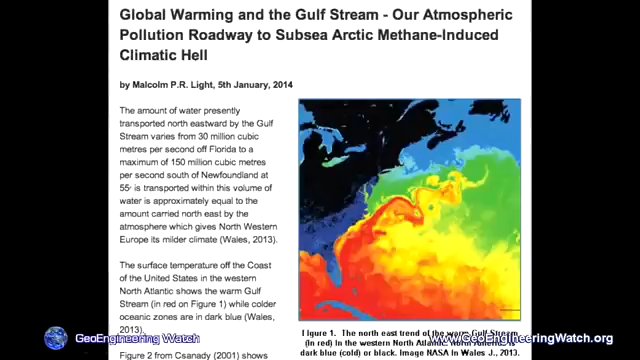 Global Warming and the Gulf Stream - Our Atmospheric
Pollution Roadway to Subsea Arctic Methane-Induced
Climatic Hell
by Malcolm P.R. Light, 5th January, 2014
The amount of water presently
transported north eastward by the Gulf
Stream varies from 30 million cubic
metres per second off Florida to a
maximum of 150 million cubic metres
per second south of Newfoundland at
55° is transported within this volume of
water is approximately equal to the
amount carried north east by the
atmosphere which gives North Western
Europe its milder climate (Wales, 2013).
The surface temperature off the Coast
of the United States in the western
North Atlantic shows the warm Gulf
Stream (in red on Figure 1) while colder
oceanic zones are in dark blue (Wales,
2013).
Figure 2 from Csanady (2001) shows
Figure 1. The north east trend of the warm Gulf Stream
(in red) in the western North Atlantic. North America is
dark blue (cold) or black. Image NASA in Wales J., 2013.
GeoEngineering Watch
www.GeoEngineeringWatch.org